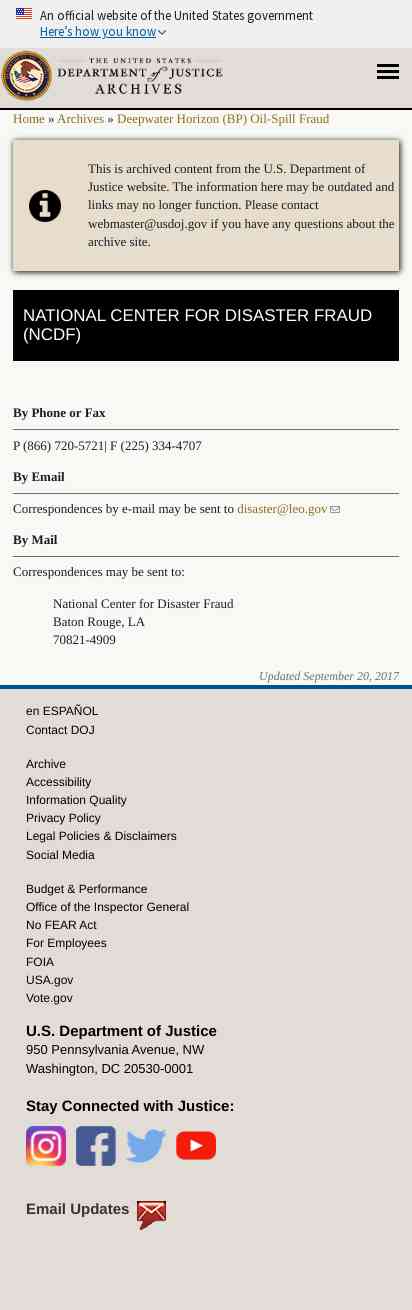 An official website of the United States government
Here's how you know
THE UNITED STATES
DEPARTMENT of JUSTICE
ARCHIVES
Home » Archives » Deepwater Horizon (BP) Oil-Spill Fraud
This is archived content from the U.S. Department of
Justice website. The information here may be outdated and
links may no longer function. Please contact
webmaster@usdoj.gov if you have any questions about the
archive site.
NATIONAL CENTER FOR DISASTER FRAUD
(NCDF)
By Phone or Fax
P (866) 720-5721| F (225) 334-4707
By Email
Correspondences by e-mail may be sent to disaster@leo.gov
By Mail
Correspondences may be sent to:
National Center for Disaster Fraud
Baton Rouge, LA
70821-4909
Updated September 20, 2017
en ESPAÑOL
Contact DOJ
Archive
Accessibility
Information Quality
Privacy Policy
Legal Policies & Disclaimers
Social Media
Budget & Performance
Office of the Inspector General
No FEAR Act
For Employees
FOIA
USA.gov
Vote.gov
U.S. Department of Justice
950 Pennsylvania Avenue, NW
Washington, DC 20530-0001
Stay Connected with Justice:
Email Updates